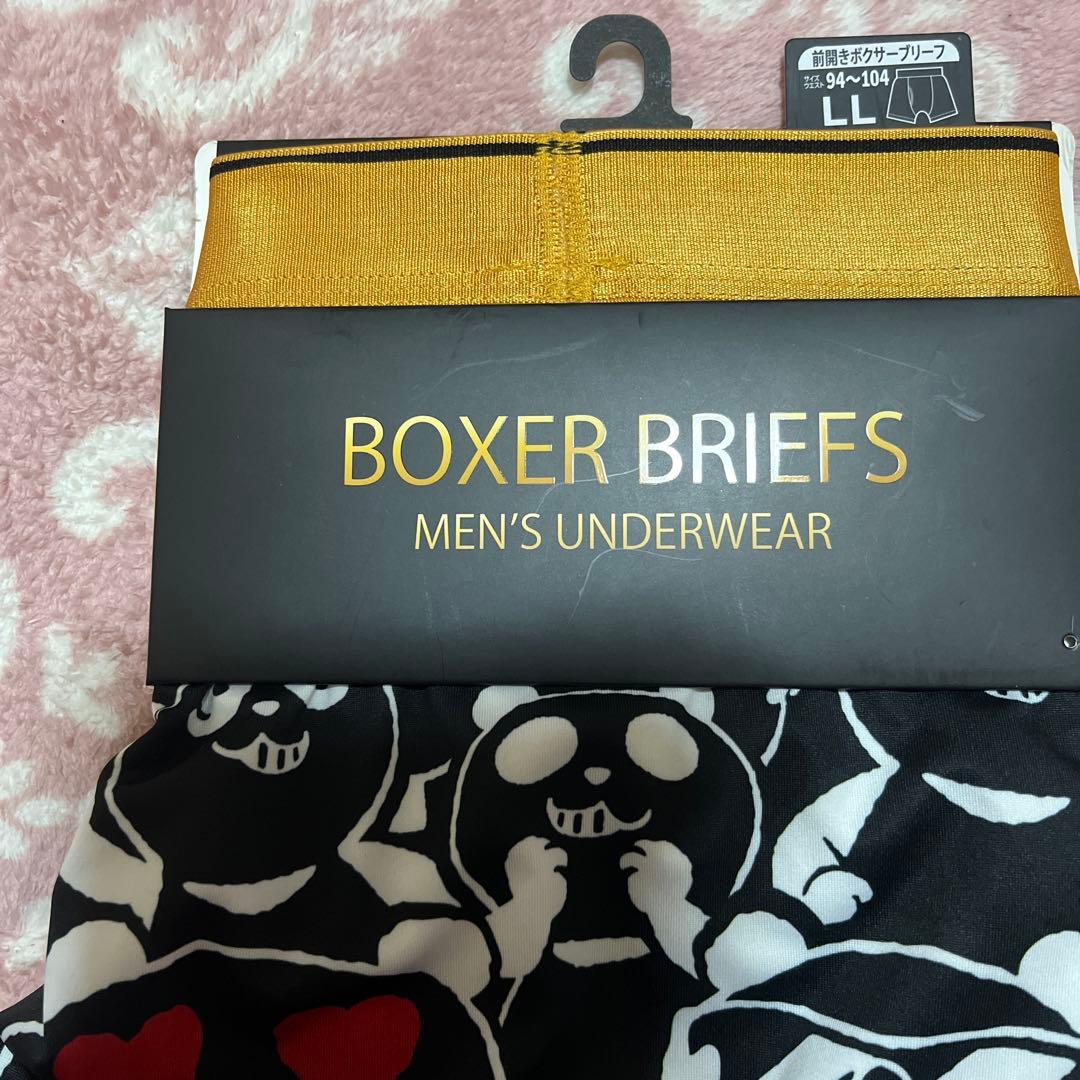 前開きボクサーブリーフ
サイズ
ウエスト 94〜104
LL
BOXER BRIEFS
MEN'S UNDERWEAR